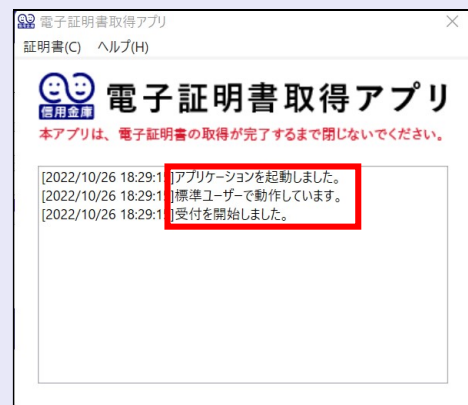 電子証明書取得アプリ
証明書(C) ヘルプ(H)
信用金庫
電子証明書取得アプリ
本アプリは、電子証明書の取得が完了するまで閉じないでください。
[2022/10/26 18:29:15]アプリケーションを起動しました。
[2022/10/26 18:29:15]標準ユーザーで動作しています。
[2022/10/26 18:29:15]受付を開始しました。